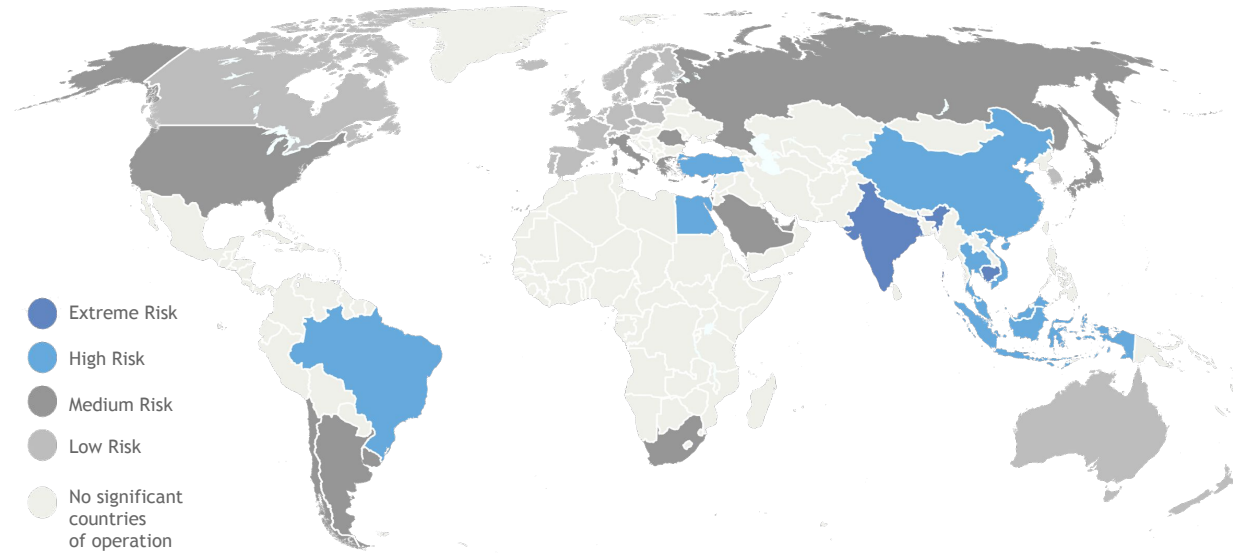 Extreme Risk
High Risk
Medium Risk
Low Risk
No significant
countries
of operation